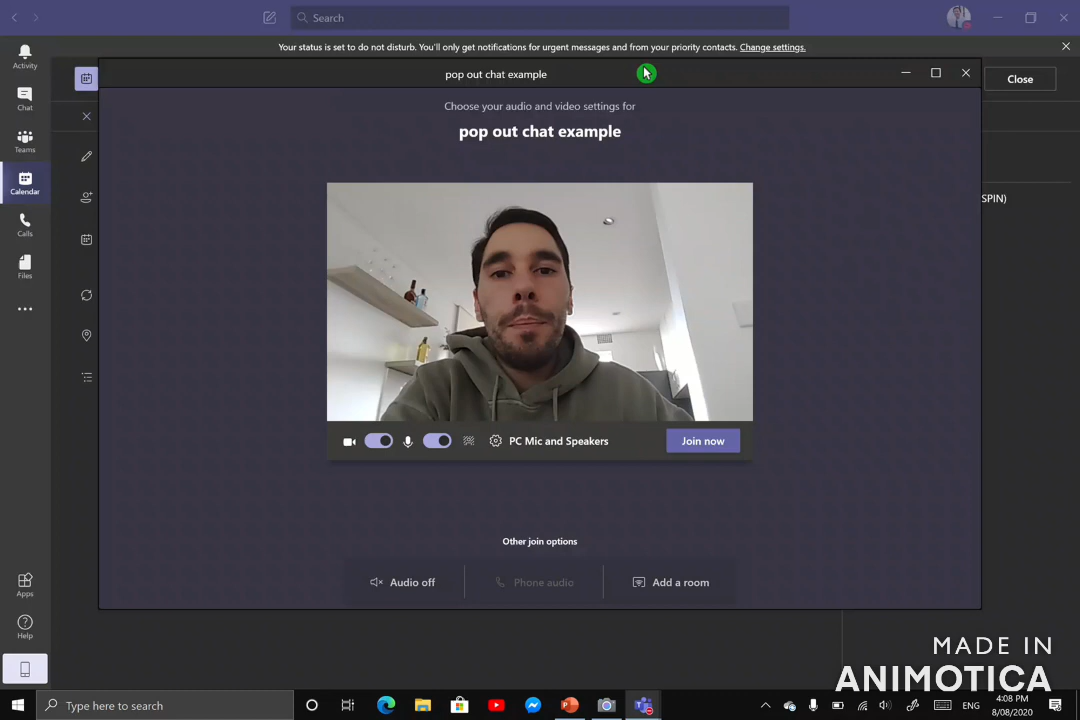 Search
Your status is set to do not disturb. You'll only get notifications for urgent messages and from your priority contacts. Change settings.
Activity
Chat
Teams
Calendar
Calls
Files
Apps
Help
pop out chat example
Close
Choose your audio and video settings for
pop out chat example
SPIN)
PC Mic and Speakers
Join now
Other join options
Audio off
Phone audio
Add a room
MADE IN
ANIMOTICA
Type here to search
ENG
4:08 PM
8/08/2020